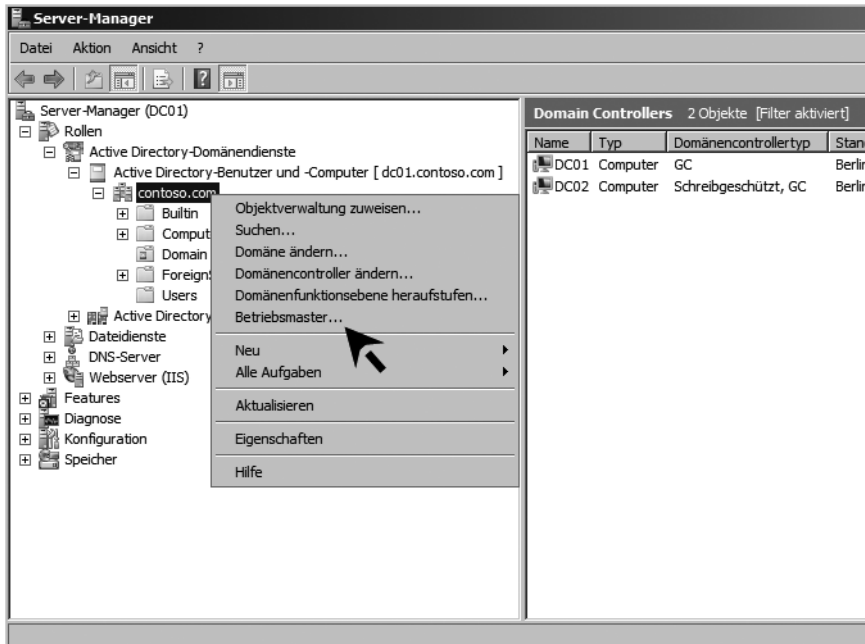 Server-Manager
Datei Aktion Ansicht ?
Server-Manager (DC01)
Rollen
Active Directory-Domänendienste
Active Directory-Benutzer und -Computer [ dc01.contoso.com ]
contoso.com
Builtin
Comput
Domain
ForeignS
Users
Active Directory
Dateidienste
DNS-Server
Webserver (IIS)
Features
Diagnose
Konfiguration
Speicher
Objektverwaltung zuweisen...
Suchen...
Domäne ändern...
Domänencontroller ändern...
Domänenfunktionsebene heraufstufen...
Betriebsmaster...
Neu
Alle Aufgaben
Aktualisieren
Eigenschaften
Hilfe
Domain Controllers 2 Objekte [Filter aktiviert]
Name Typ Domänencontrollertyp Stan
DC01 Computer GC Berlin
DC02 Computer Schreibgeschützt, GC Berlin